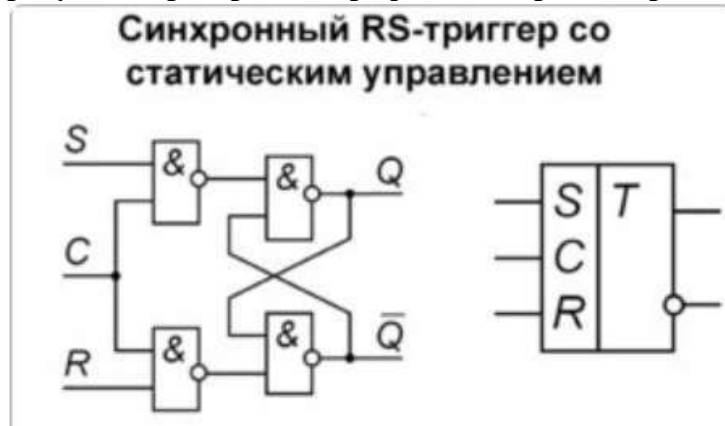 Синхронный RS-триггер со
статическим управлением
S
&
&
Q
C
R
&
&
Q̅
S T
C
R